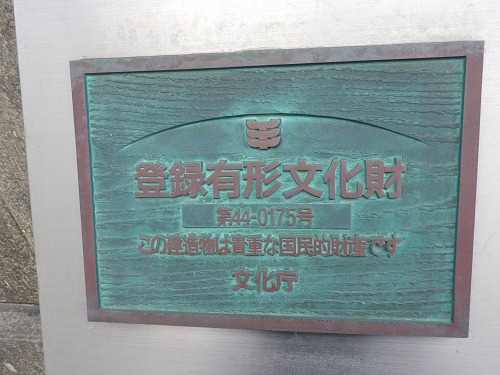 登録有形文化財
第44-0175号
この建造物は貴重な国民的財産です
文化庁